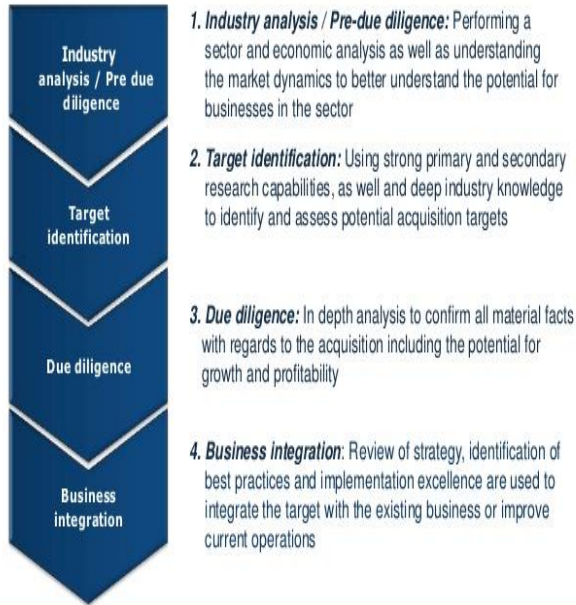 Industry
analysis / Pre due
diligence
1. Industry analysis / Pre-due diligence: Performing a
sector and economic analysis as well as understanding
the market dynamics to better understand the potential for
businesses in the sector
Target
identification
2. Target identification: Using strong primary and secondary
research capabilities, as well and deep industry knowledge
to identify and assess potential acquisition targets
Due diligence
3. Due diligence: In depth analysis to confirm all material facts
with regards to the acquisition including the potential for
growth and profitability
Business
integration
4. Business integration: Review of strategy, identification of
best practices and implementation excellence are used to
integrate the target with the existing business or improve
current operations